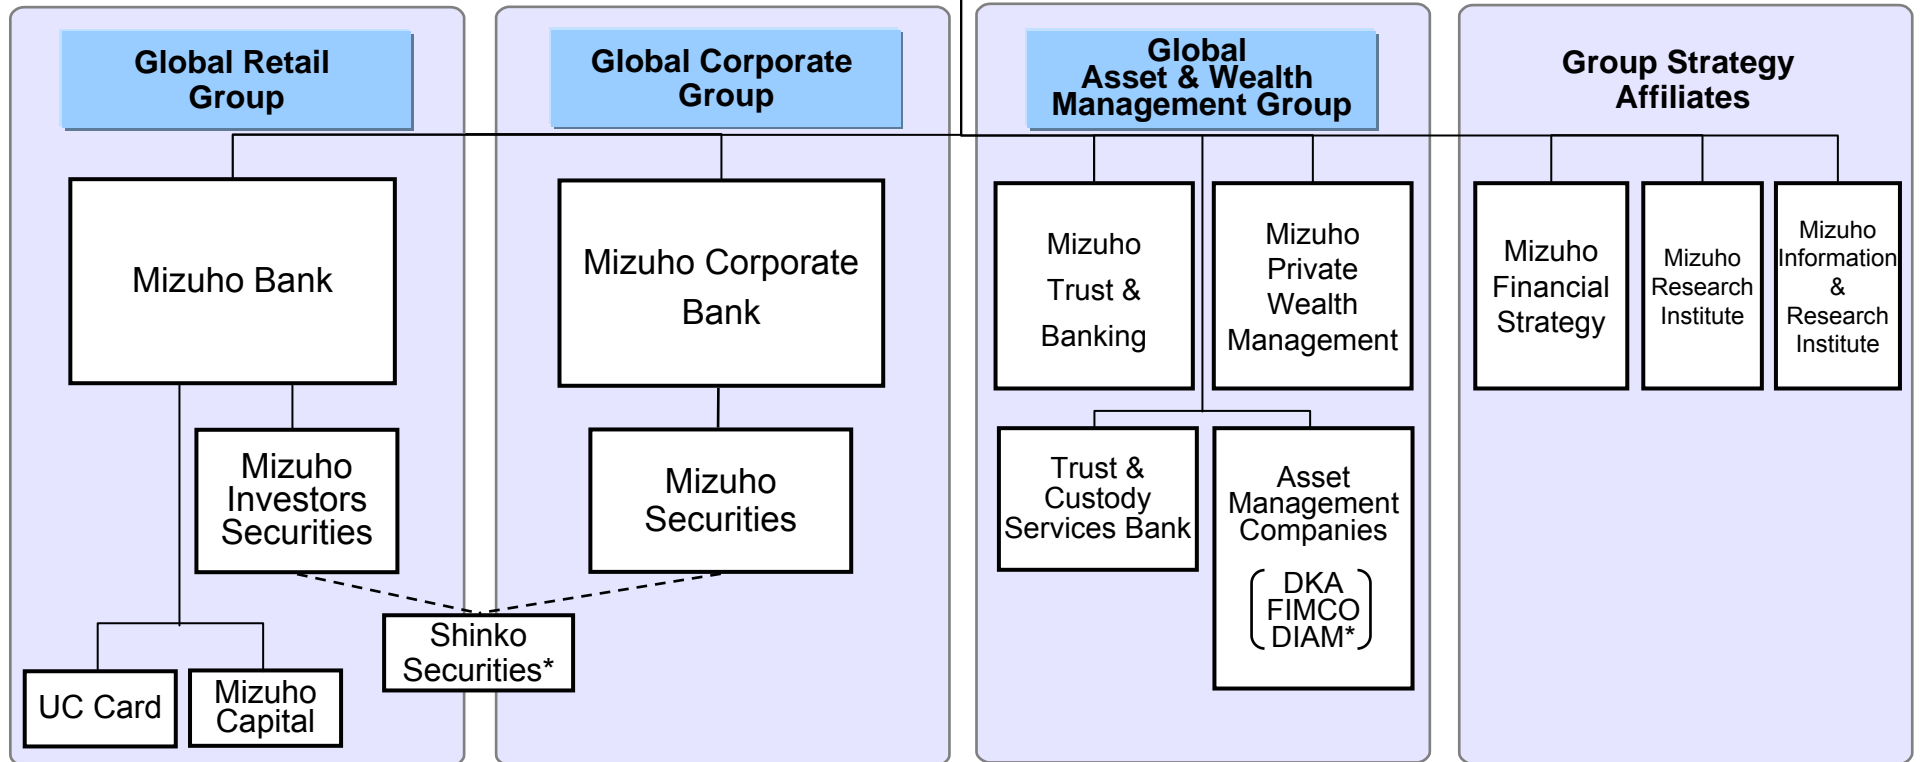 Global Retail
Group
Global Corporate
Group
Global
Asset & Wealth
Management Group
Group Strategy
Affiliates
Mizuho Bank
Mizuho Corporate
Bank
Mizuho
Trust &
Banking
Mizuho
Private
Wealth
Management
Mizuho
Financial
Strategy
Mizuho
Research
Institute
Mizuho
Information
&
Research
Institute
Mizuho
Investors
Securities
Mizuho
Securities
Trust &
Custody
Services Bank
Asset
Management
Companies
DKA
FIMCO
DIAM*
Shinko
Securities*
UC Card
Mizuho
Capital